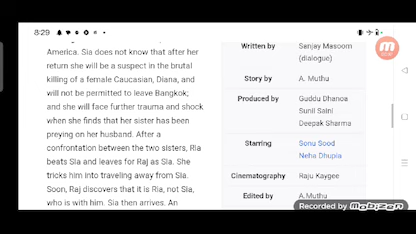 8:29
America. Sia does not know that after her
return she will be a suspect in the brutal
killing of a female Caucasian, Diana, and
will not be permitted to leave Bangkok;
and she will face further trauma and shock
when she finds that her sister has been
preying on her husband. After a
confrontation between the two sisters, Ria
beats Sia and leaves for Raj as Sia. She
tricks him into traveling away from Sia.
Soon, Raj discovers that it is Ria, not Sia,
who is with him. Sia then arrives. An
Written by Sanjay Masoom
(dialogue)
Story by A. Muthu
Produced by Guddu Dhanoa
Sunil Saini
Deepak Sharma
Starring Sonu Sood
Neha Dhupia
Cinematography Raju Kaygee
Edited by A.Muthu
Recorded by Mobizen